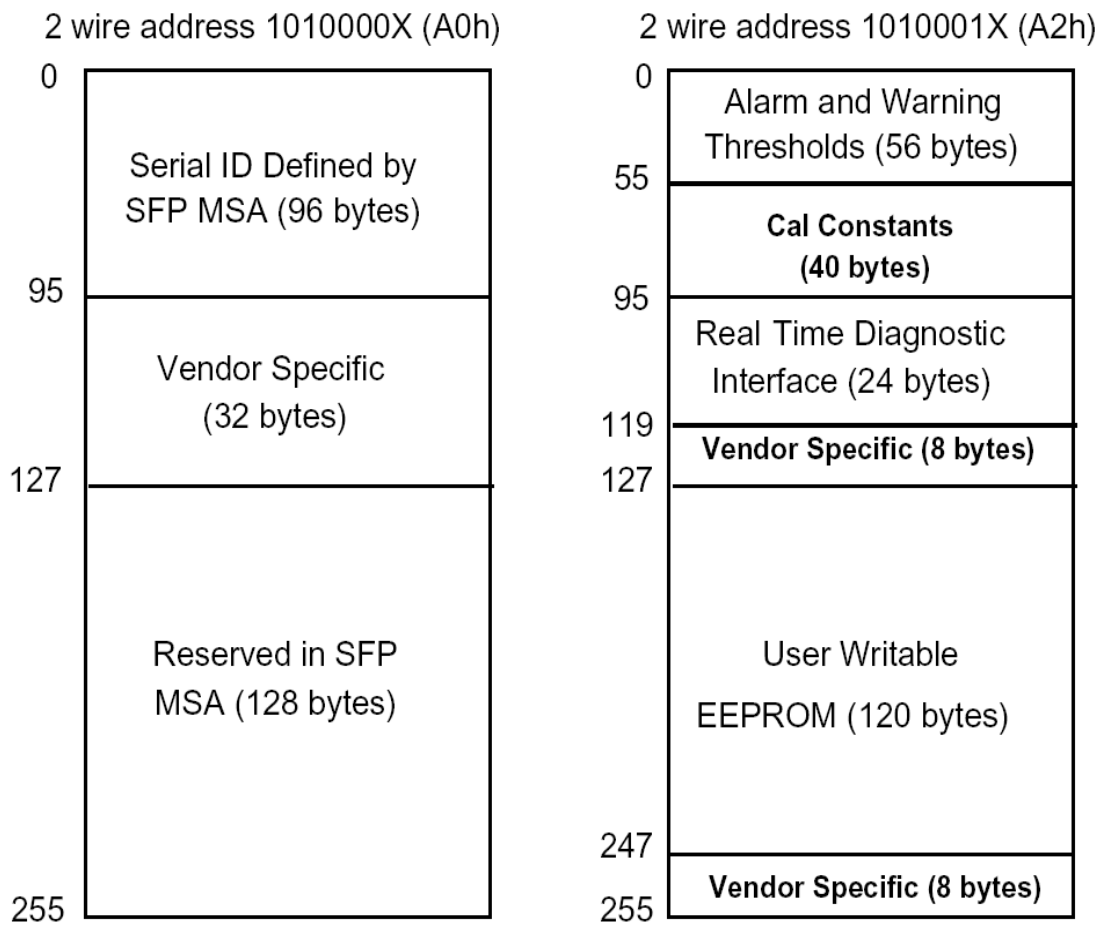 2 wire address 1010000X (A0h)
0
Serial ID Defined by
SFP MSA (96 bytes)
95
Vendor Specific
(32 bytes)
127
Reserved in SFP
MSA (128 bytes)
255
2 wire address 1010001X (A2h)
0
Alarm and Warning
Thresholds (56 bytes)
55
Cal Constants
(40 bytes)
95
Real Time Diagnostic
Interface (24 bytes)
119
Vendor Specific (8 bytes)
127
User Writable
EEPROM (120 bytes)
247
Vendor Specific (8 bytes)
255